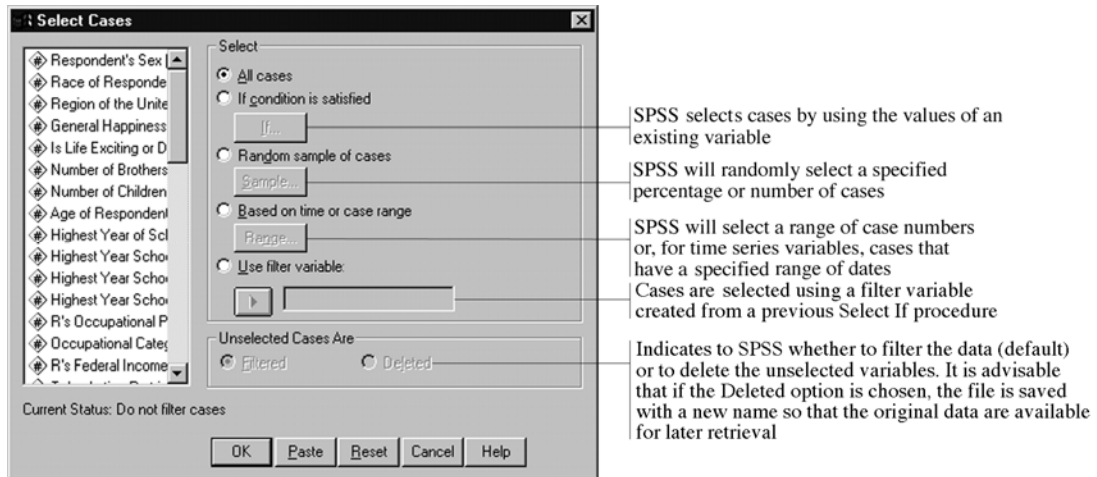 Select Cases
Respondent's Sex [
Race of Responde
Region of the Unite
General Happiness
Is Life Exciting or D
Number of Brothers
Number of Children
Age of Respondent
Highest Year of Scl
Highest Year Schoo
Highest Year Schoo
Highest Year Schoo
R's Occupational P
Occupational Categ
R's Federal Income
Select
All cases
If condition is satisfied
If...
Random sample of cases
Sample...
Based on time or case range
Range...
Use filter variable:
Unselected Cases Are
Filtered
Deleted
Current Status: Do not filter cases
OK
Paste
Reset
Cancel
Help
SPSS selects cases by using the values of an
existing variable
SPSS will randomly select a specified
percentage or number of cases
SPSS will select a range of case numbers
or, for time series variables, cases that
have a specified range of dates
Cases are selected using a filter variable
created from a previous Select If procedure
Indicates to SPSS whether to filter the data (default)
or to delete the unselected variables. It is advisable
that if the Deleted option is chosen, the file is saved
with a new name so that the original data are available
for later retrieval